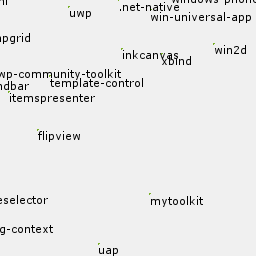 uwp
.net-native
windows-phone
win-universal-app
pgrid
inkcanvas
win2d
xbind
wp-community-toolkit
template-control
ndbar
itemspresenter
flipview
eselector
mytoolkit
g-context
uap